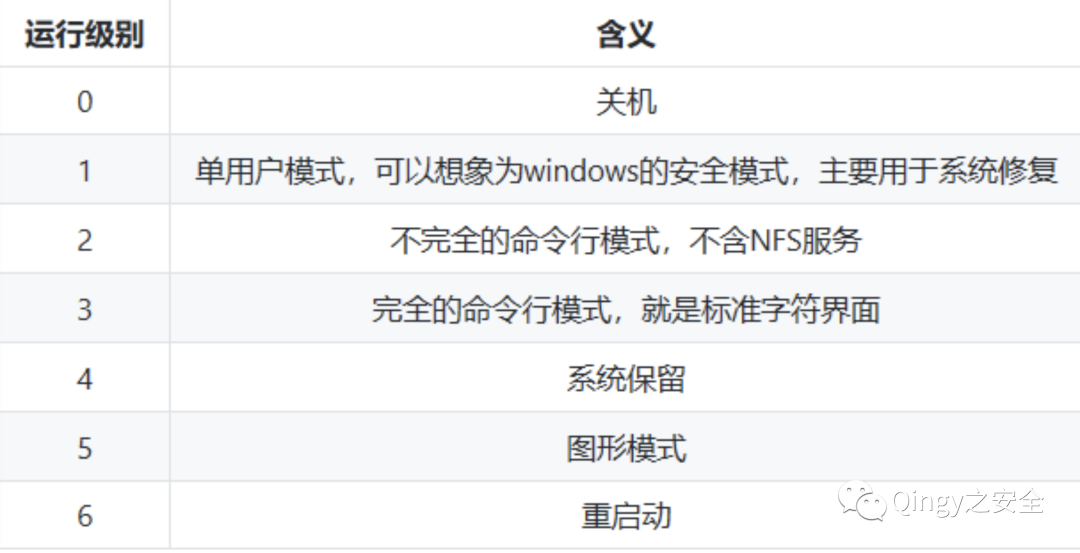 运行级别 含义
0 关机
1 单用户模式，可以想象为windows的安全模式，主要用于系统修复
2 不完全的命令行模式，不含NFS服务
3 完全的命令行模式，就是标准字符界面
4 系统保留
5 图形模式
6 重启动
Qingy之安全